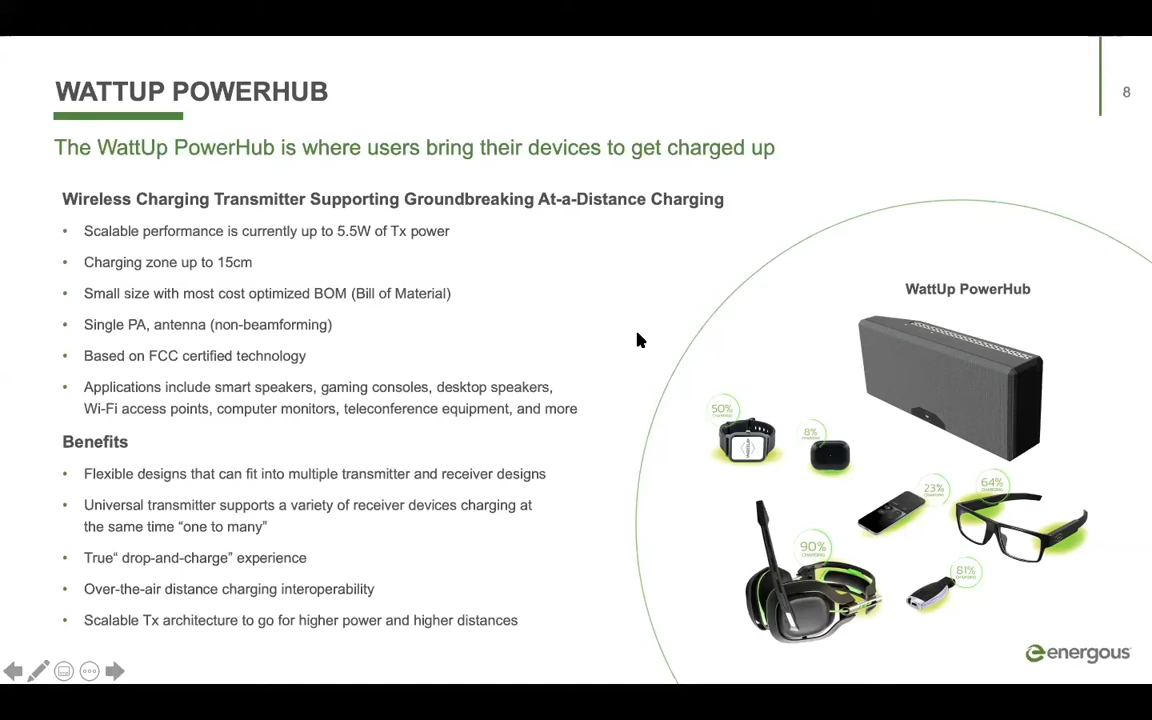 WATTUP POWERHUB
8
The WattUp PowerHub is where users bring their devices to get charged up
Wireless Charging Transmitter Supporting Groundbreaking At-a-Distance Charging
• Scalable performance is currently up to 5.5W of Tx power
• Charging zone up to 15cm
• Small size with most cost optimized BOM (Bill of Material)
• Single PA, antenna (non-beamforming)
• Based on FCC certified technology
• Applications include smart speakers, gaming consoles, desktop speakers,
Wi-Fi access points, computer monitors, teleconference equipment, and more
Benefits
• Flexible designs that can fit into multiple transmitter and receiver designs
• Universal transmitter supports a variety of receiver devices charging at
the same time “one to many”
• True“ drop-and-charge” experience
• Over-the-air distance charging interoperability
• Scalable Tx architecture to go for higher power and higher distances
WattUp PowerHub
50%
CHARGING
8%
CHARGING
23%
CHARGING
64%
CHARGING
90%
CHARGING
81%
CHARGING
energous